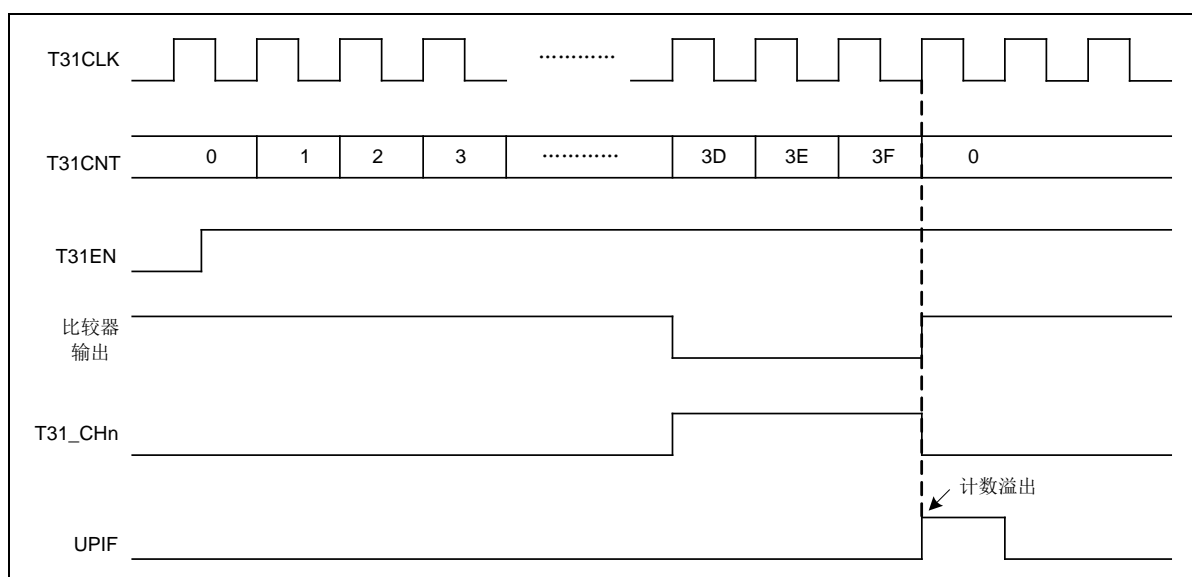 T31CLK
…………
T31CNT 0 1 2 3 ………… 3D 3E 3F 0
T31EN
比较器
输出
T31_CHn
计数溢出
UPIF